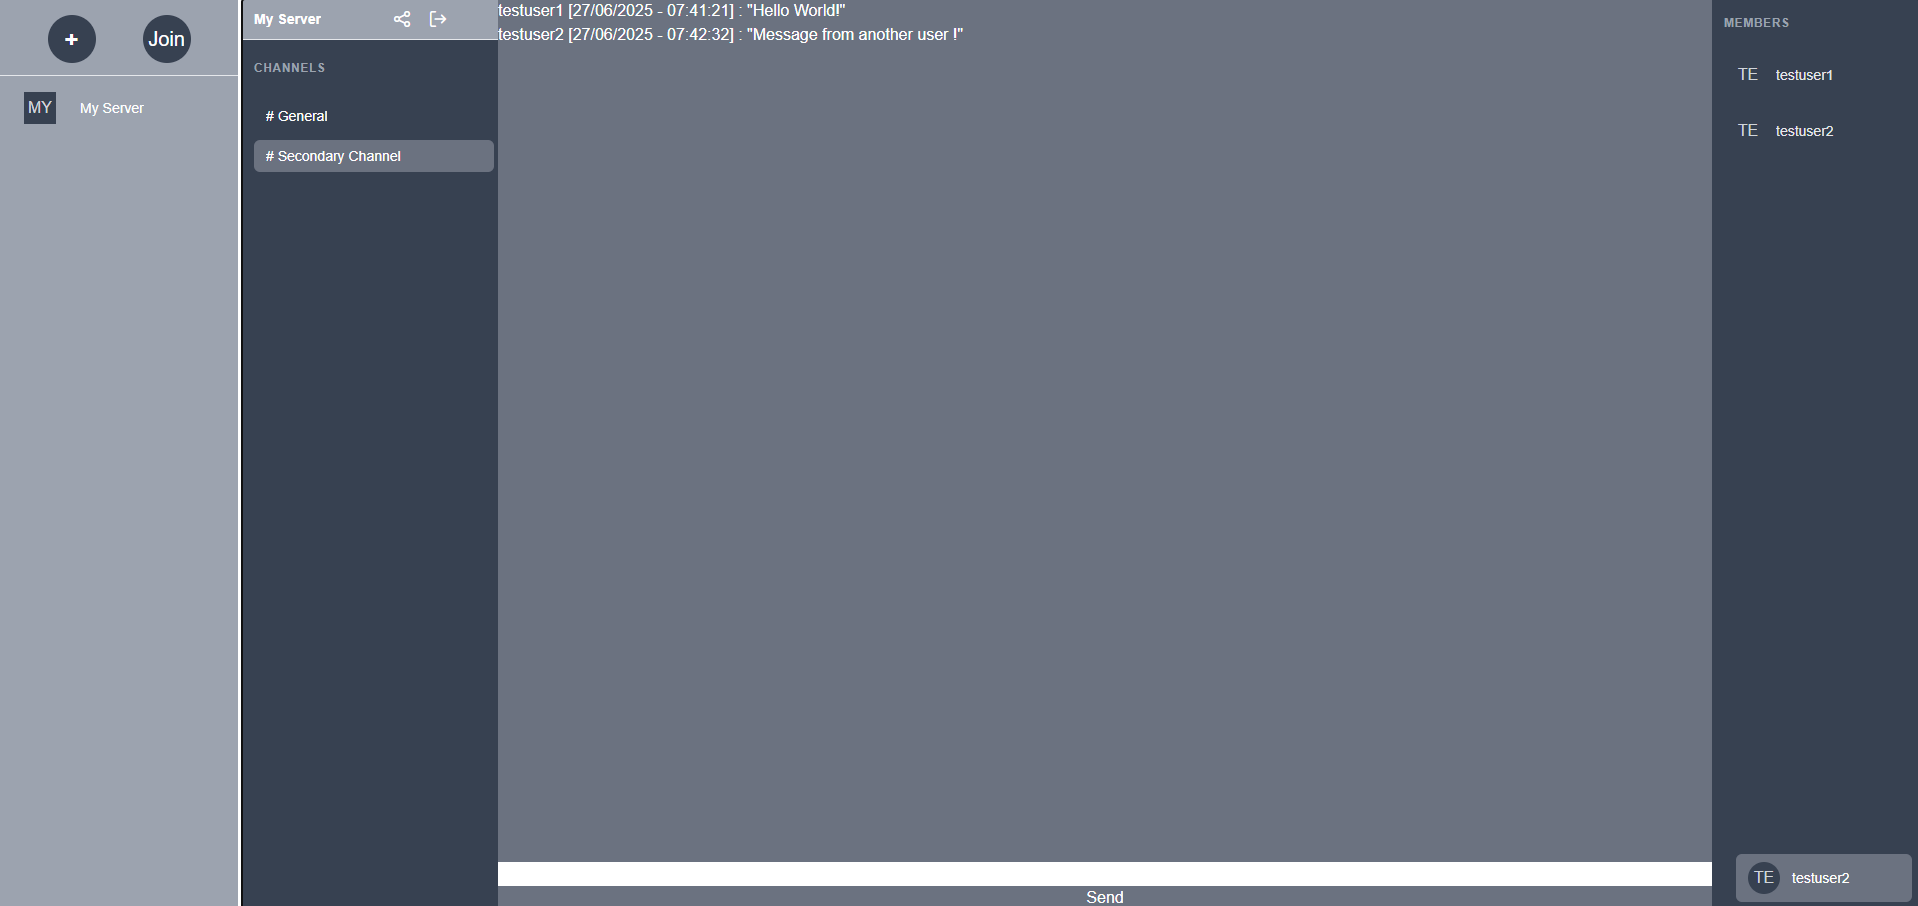 +
Join
MY
My Server
My Server
CHANNELS
# General
# Secondary Channel
testuser1 [27/06/2025 - 07:41:21] : "Hello World!"
testuser2 [27/06/2025 - 07:42:32] : "Message from another user !"
Send
MEMBERS
TE testuser1
TE testuser2
TE testuser2